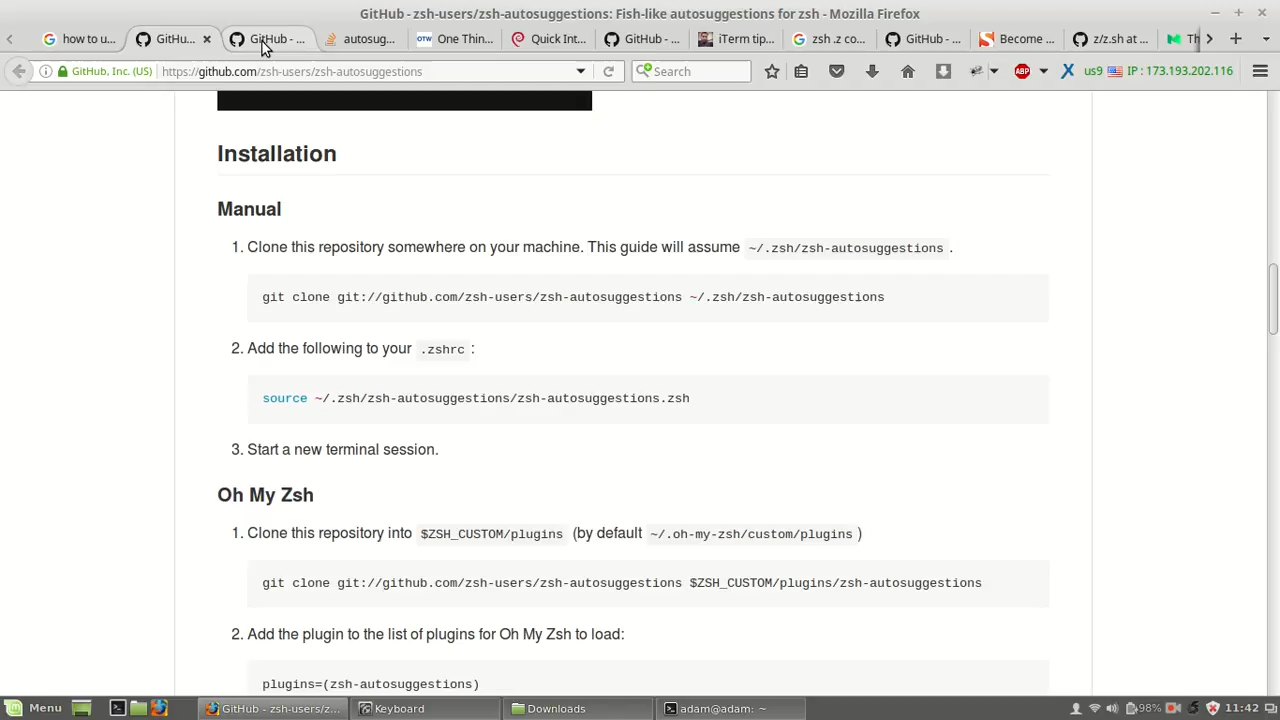 GitHub - zsh-users/zsh-autosuggestions: Fish-like autosuggestions for zsh - Mozilla Firefox
how to u...
GitHu...
GitHub - ...
autosug...
OTW One Thin...
Quick Int...
GitHub - ...
iTerm tip...
zsh .z co...
GitHub - ...
Become ...
z/z.sh at ...
GitHub, Inc. (US) https://github.com/zsh-users/zsh-autosuggestions
Search
ABP
us9 IP : 173.193.202.116
Installation
Manual
1. Clone this repository somewhere on your machine. This guide will assume ~/.zsh/zsh-autosuggestions .
git clone git://github.com/zsh-users/zsh-autosuggestions ~/.zsh/zsh-autosuggestions
2. Add the following to your .zshrc :
source ~/.zsh/zsh-autosuggestions/zsh-autosuggestions.zsh
3. Start a new terminal session.
Oh My Zsh
1. Clone this repository into $ZSH_CUSTOM/plugins (by default ~/.oh-my-zsh/custom/plugins )
git clone git://github.com/zsh-users/zsh-autosuggestions $ZSH_CUSTOM/plugins/zsh-autosuggestions
2. Add the plugin to the list of plugins for Oh My Zsh to load:
plugins=(zsh-autosuggestions)
Menu
GitHub - zsh-users/z...
Keyboard
Downloads
adam@adam: ~
98%
11:42